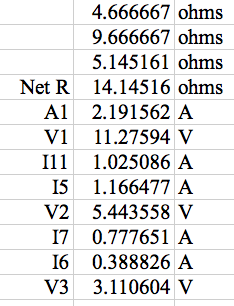 4.666667 ohms
9.666667 ohms
5.145161 ohms
Net R 14.14516 ohms
A1 2.191562 A
V1 11.27594 V
I11 1.025086 A
I5 1.166477 A
V2 5.443558 V
I7 0.777651 A
I6 0.388826 A
V3 3.110604 V